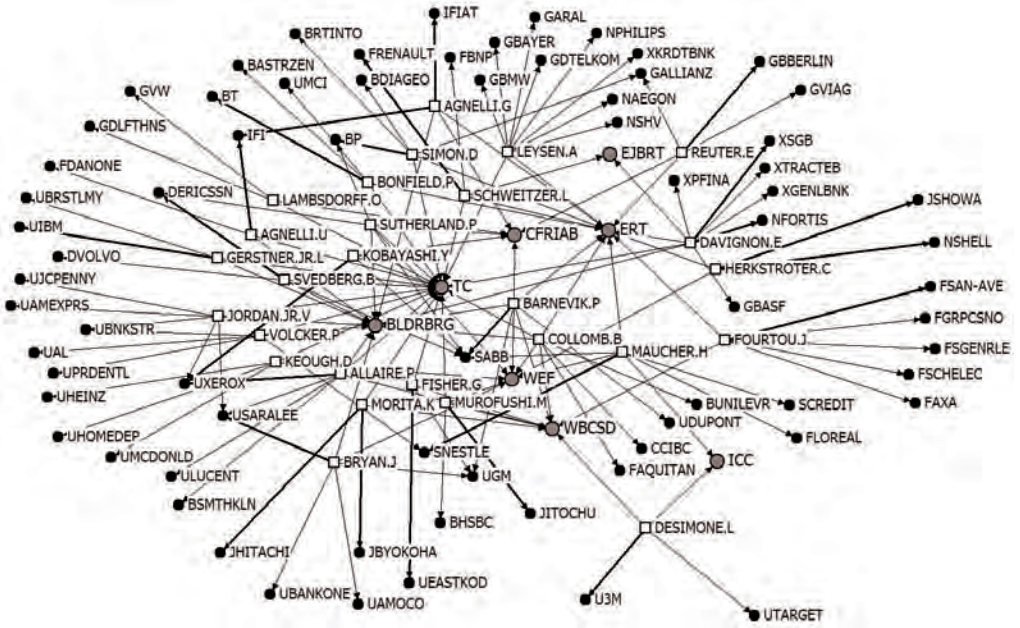 IFIAT
GARAL
BRTINTO
NPHILIPS
FRENAULT
GBAYER
XKRDTBNK
FBNP
GDTELKOM
BASTRZEN
GBBERLIN
GALLIANZ
UMCI
BDIAGEO
GBMW
GVW
GVIAG
BT
AGNELLI.G
NAEGON
GDLFTHNS
NSHV
IFI
BP
XSGB
SIMON.D
LEYSEN.A
EJBRT
REUTER.E
FDANONE
XTRACTEB
BONFIELD.P
XPFINA
DERICSSN
XGENLBNK
UBRSTLMY
LAMBSDORFF.O
SCHWEITZER.L
JSHOWA
NFORTIS
UIBM
SUTHERLAND.P
ERT
AGNELLI.U
CFRIAB
DAVIGNON.E
NSHELL
DVOLVO
GERSTNER.JR.L
KOBAYASHI.Y
HERKSTROTER.C
UJCPENNY
SVEDBERG.B
TC
FSAN-AVE
UAMEXPRS
BARNEVIK.P
GBASF
JORDAN.JR.V
FGRPCSNO
UBNKSTR
VOLCKER.P
BLDRBRG
COLLOMB.B
FOURTOU.J
FSGENRLE
UAL
SABB
MAUCHER.H
KEOUGH.D
UPRDENTL
ALLAIRE.P
FSCHELEC
UXEROX
FISHER.G
WEF
UHEINZ
MORITA.K
MUROFUSHI.M
BUNILEVR
SCREDIT
FAXA
USARALEE
UDUPONT
WBCSD
UHOMEDEP
FLOREAL
CCIBC
SNESTLE
UMCDONLD
BRYAN.J
ICC
FAQUITAN
ULUCENT
UGM
BSMTHKLN
JITOCHU
BHSBC
DESIMONE.L
JHITACHI
JBYOKOHA
UEASTKOD
UBANKONE
U3M
UAMOCO
UTARGET